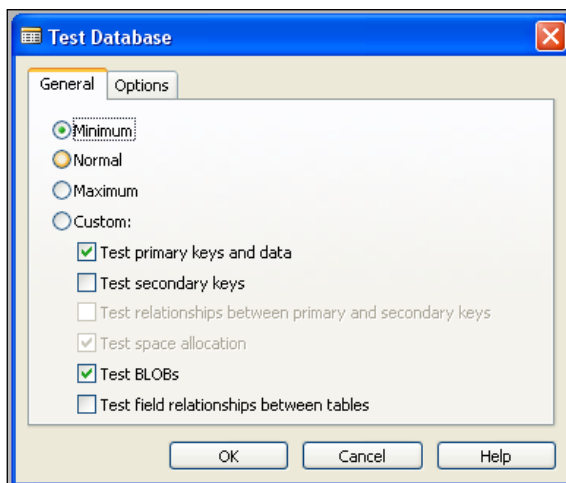 Test Database
General Options
Minimum
Normal
Maximum
Custom:
Test primary keys and data
Test secondary keys
Test relationships between primary and secondary keys
Test space allocation
Test BLOBs
Test field relationships between tables
OK Cancel Help